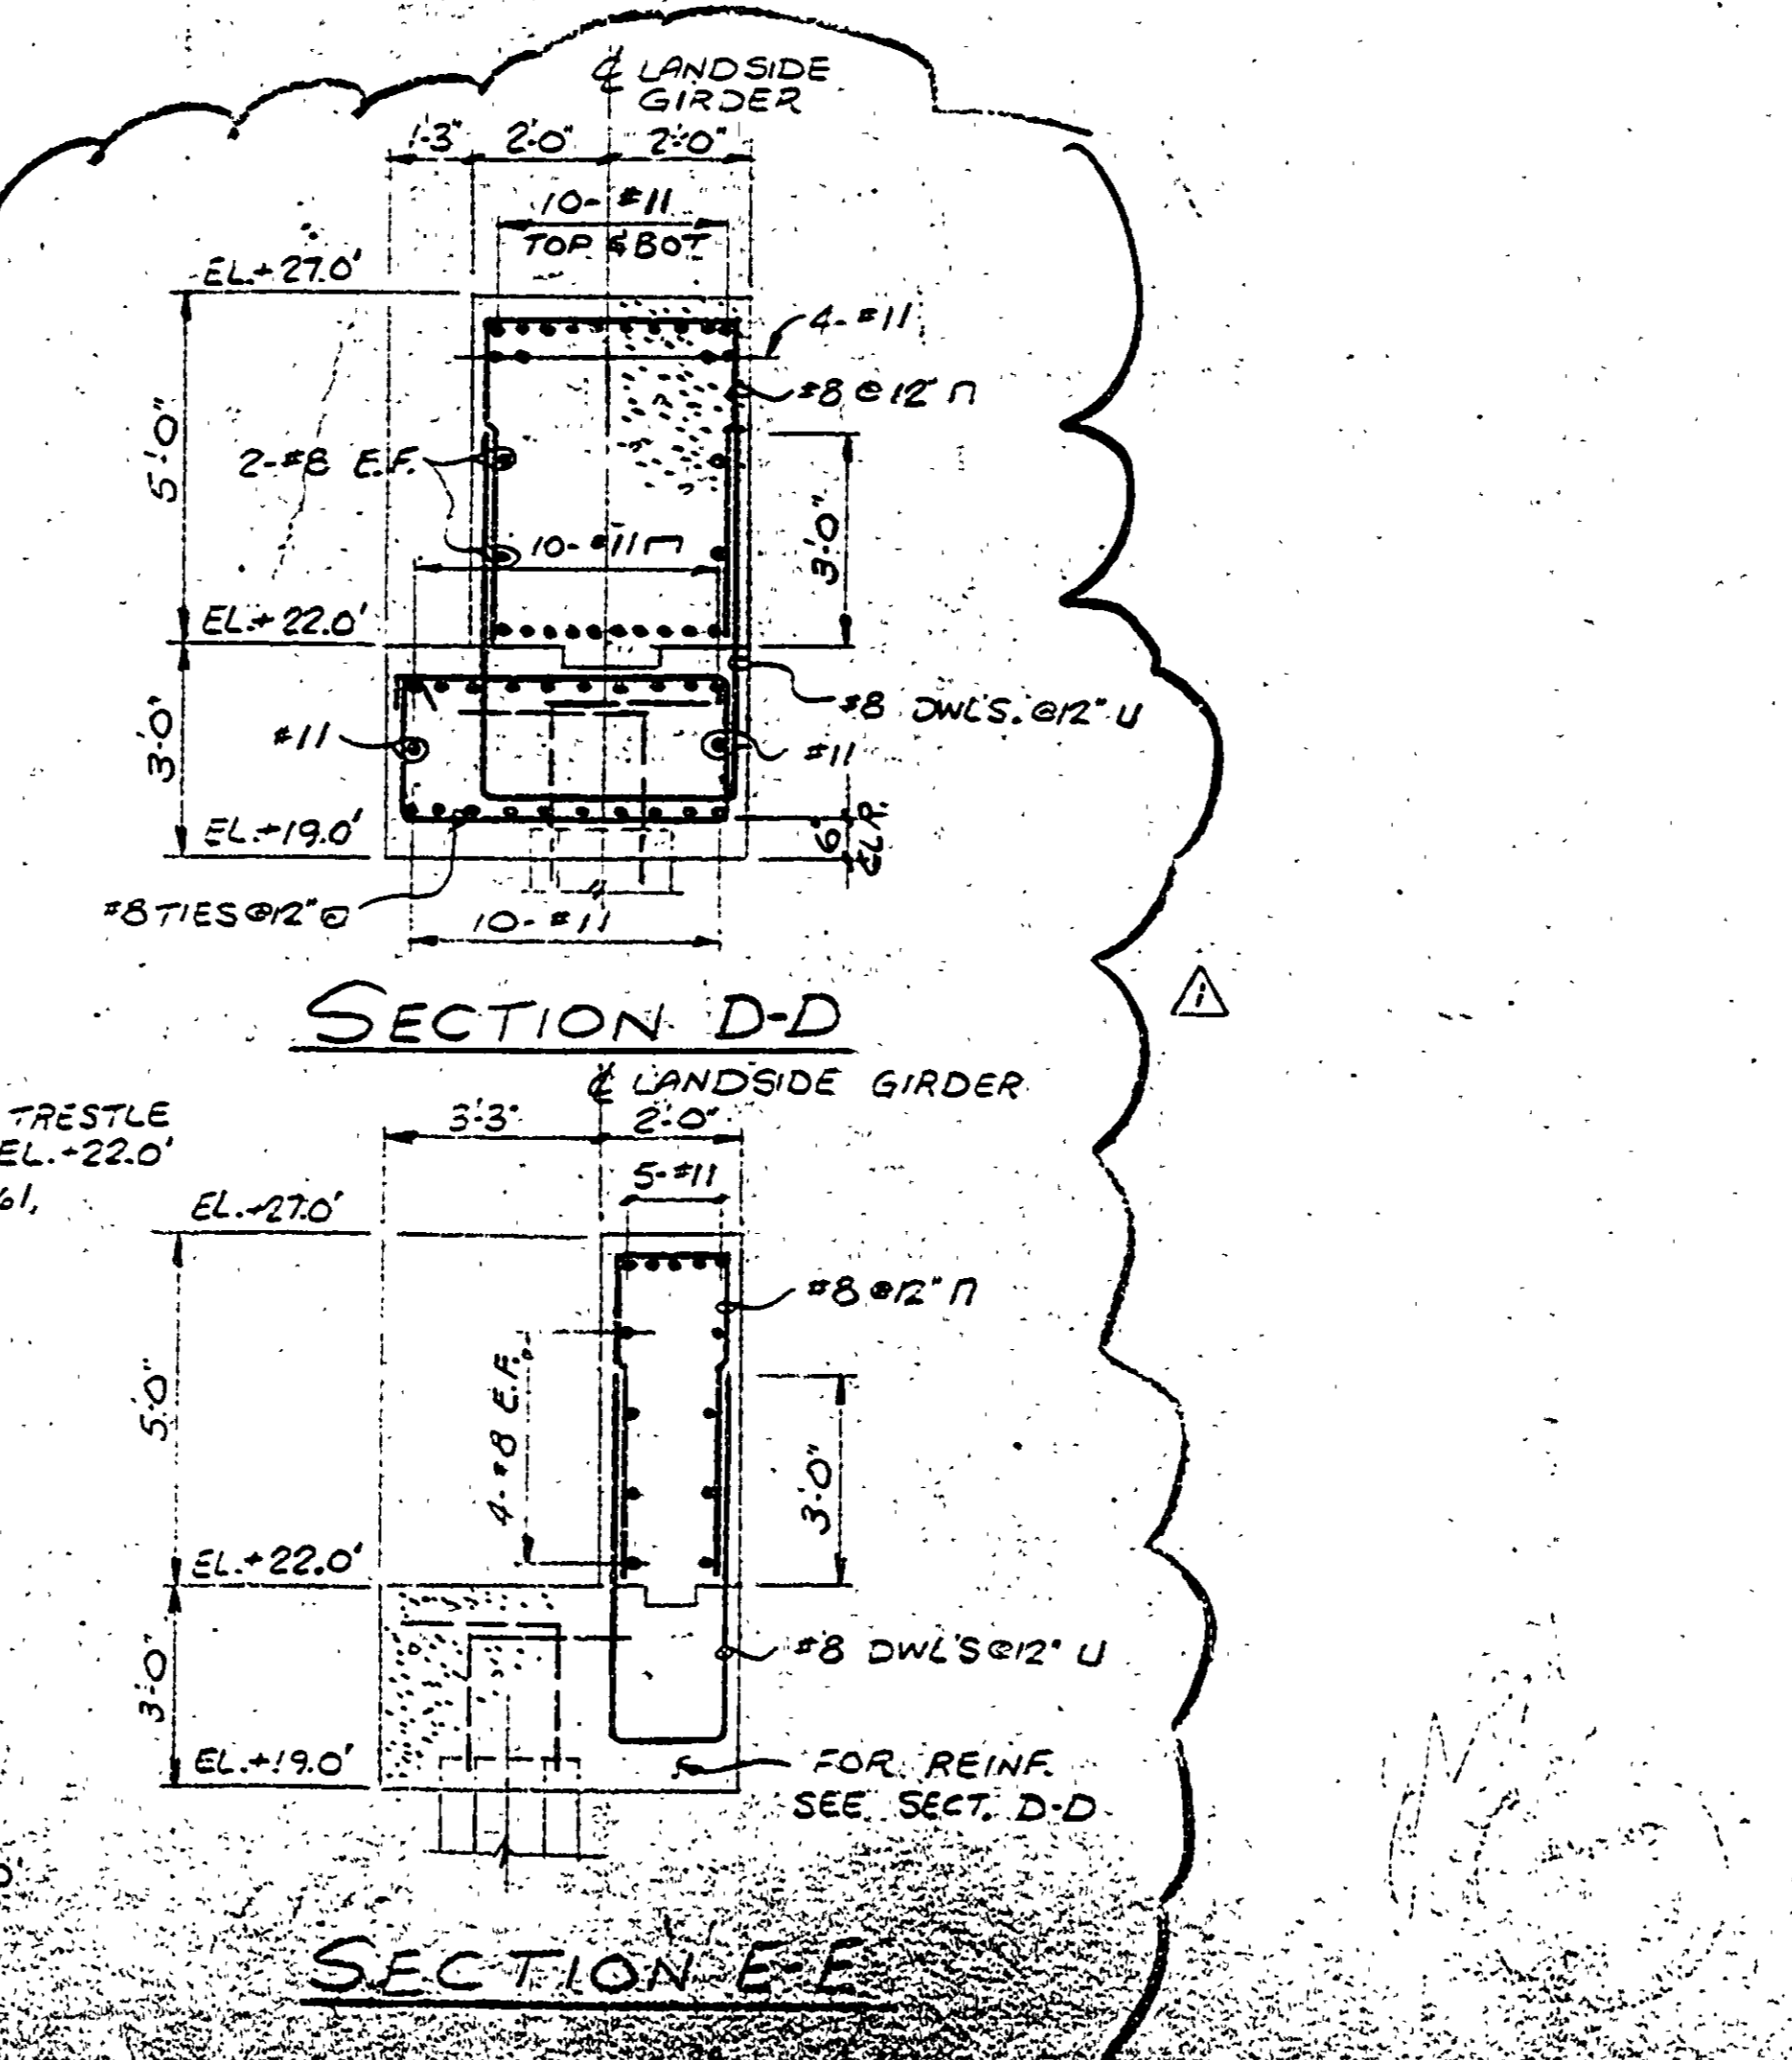 ℄ LANDSIDE
GIRDER
1'-3" 2'-0" 2'-0"
10-#11
TOP & BOT
EL.+27.0'
4-#11
#8 @ 12" ⊓
5'-0"
2-#8 E.F.
3'-0"
10-#11 ⊓
EL.+22.0'
#8 DWL'S. @12" U
3'-0"
#11
#11
EL.+19.0'
6" CLR.
#8 TIES @12"
10-#11
SECTION D-D
1
℄ LANDSIDE GIRDER
3'-3" 2'-0"
TRESTLE
EL.+22.0'
61,
5-#11
EL.+27.0'
#8 @12" ⊓
4-#8 E.F.
5'-0"
3'-0"
EL.+22.0'
#8 DWL'S @12" U
3'-0"
EL.+19.0'
FOR REINF.
SEE SECT. D-D
SECTION E-E